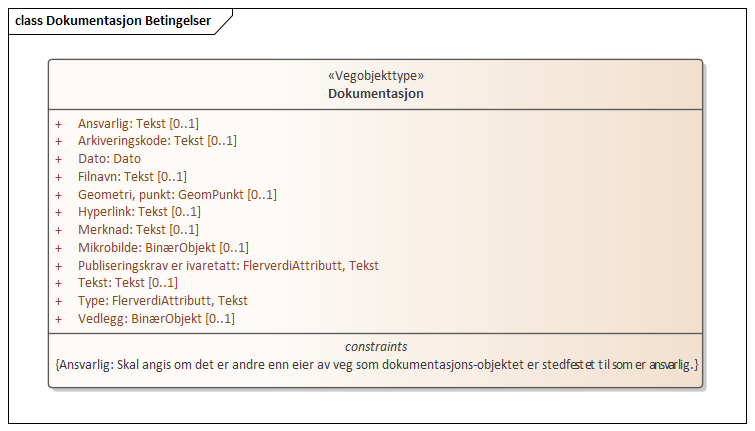 class Dokumentasjon Betingelser
«Vegobjekttype»
Dokumentasjon
+ Ansvarlig: Tekst [0..1]
+ Arkiveringskode: Tekst [0..1]
+ Dato: Dato
+ Filnavn: Tekst [0..1]
+ Geometri, punkt: GeomPunkt [0..1]
+ Hyperlink: Tekst [0..1]
+ Merknad: Tekst [0..1]
+ Mikrobilde: BinærObjekt [0..1]
+ Publiseringskrav er ivaretatt: FlerverdiAttributt, Tekst
+ Tekst: Tekst [0..1]
+ Type: FlerverdiAttributt, Tekst
+ Vedlegg: BinærObjekt [0..1]
constraints
{Ansvarlig: Skal angis om det er andre enn eier av veg som dokumentasjons-objektet er stedfestet til som er ansvarlig.}